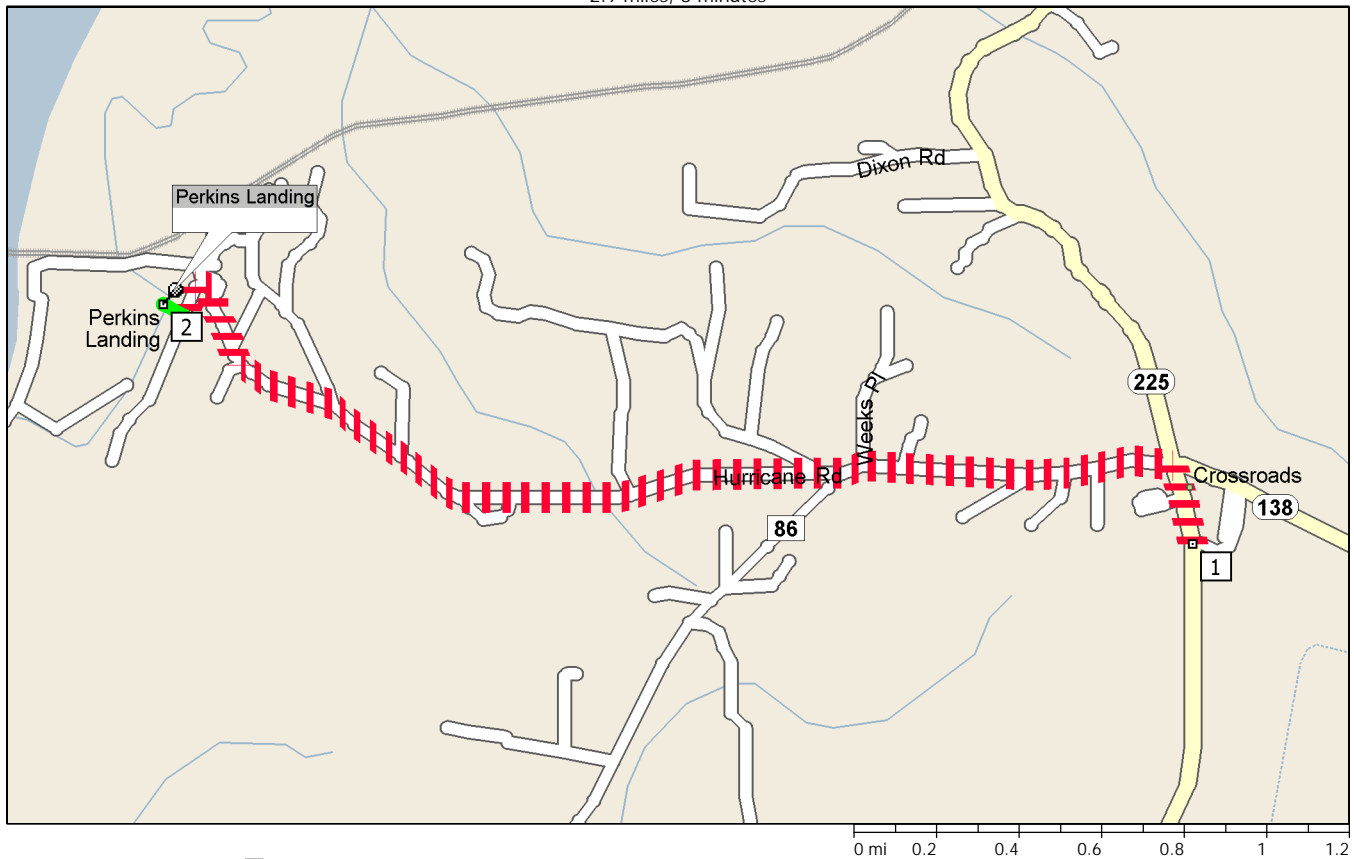 Dixon Rd
Perkins Landing
Perkins
Landing
2
225
Weeks Pl
Hurricane Rd
Crossroads
138
86
1
0 mi 0.2 0.4 0.6 0.8 1 1.2